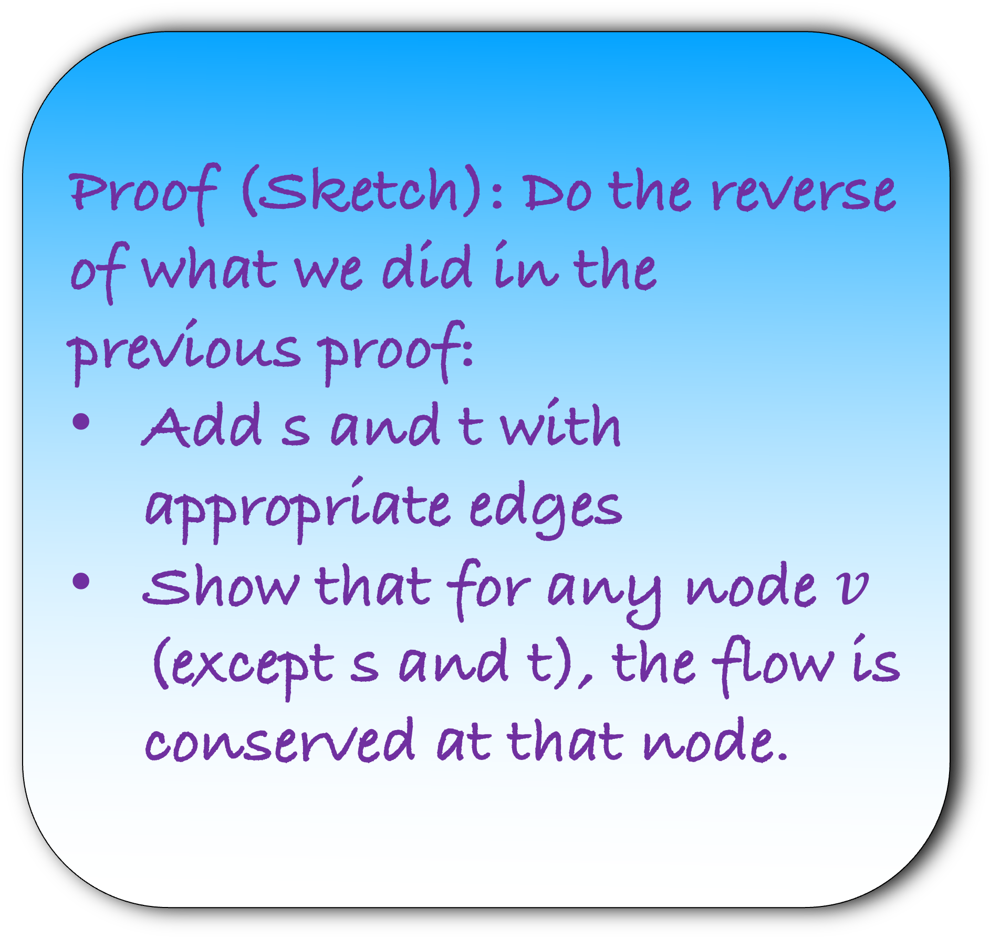 Proof (Sketch): Do the reverse
of what we did in the
previous proof:
• Add s and t with
appropriate edges
• Show that for any node v
(except s and t), the flow is
conserved at that node.